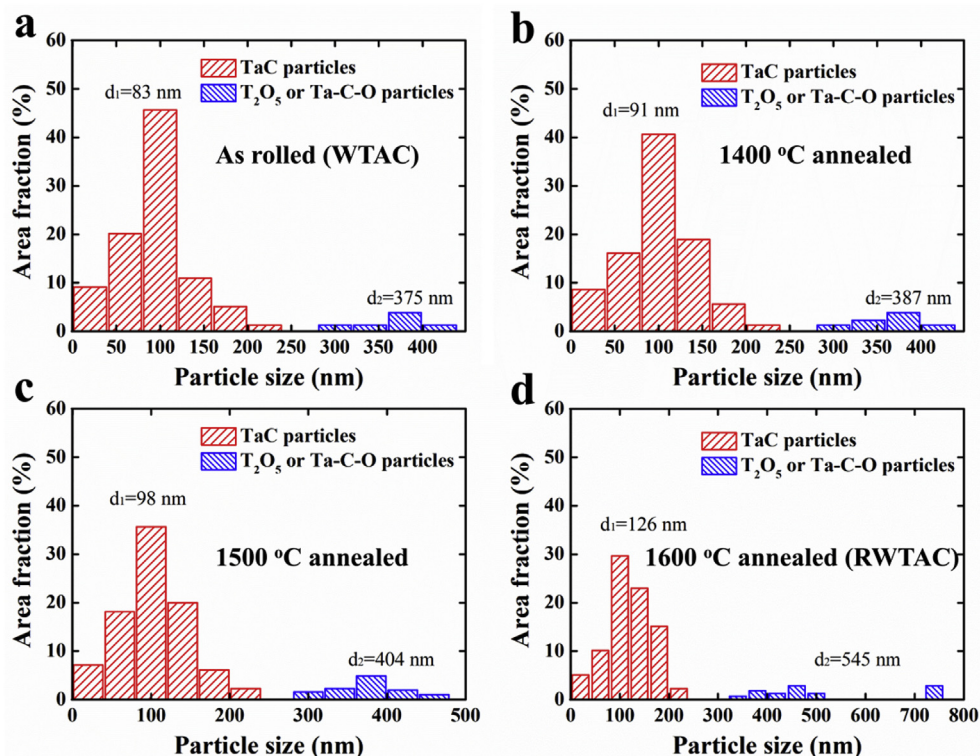 a
60
50
40
30
20
10
0
Area fraction (%)
TaC particles
T₂O₅ or Ta-C-O particles
d₁=83 nm
As rolled (WTAC)
d₂=375 nm
0 50 100 150 200 250 300 350 400
Particle size (nm)
b
60
50
40
30
20
10
0
Area fraction (%)
TaC particles
T₂O₅ or Ta-C-O particles
d₁=91 nm
1400 °C annealed
d₂=387 nm
0 50 100 150 200 250 300 350 400
Particle size (nm)
c
60
50
40
30
20
10
0
Area fraction (%)
TaC particles
T₂O₅ or Ta-C-O particles
d₁=98 nm
1500 °C annealed
d₂=404 nm
0 100 200 300 400 500
Particle size (nm)
d
60
50
40
30
20
10
0
Area fraction (%)
TaC particles
T₂O₅ or Ta-C-O particles
d₁=126 nm
1600 °C annealed (RWTAC)
d₂=545 nm
0 100 200 300 400 500 600 700 800
Particle size (nm)